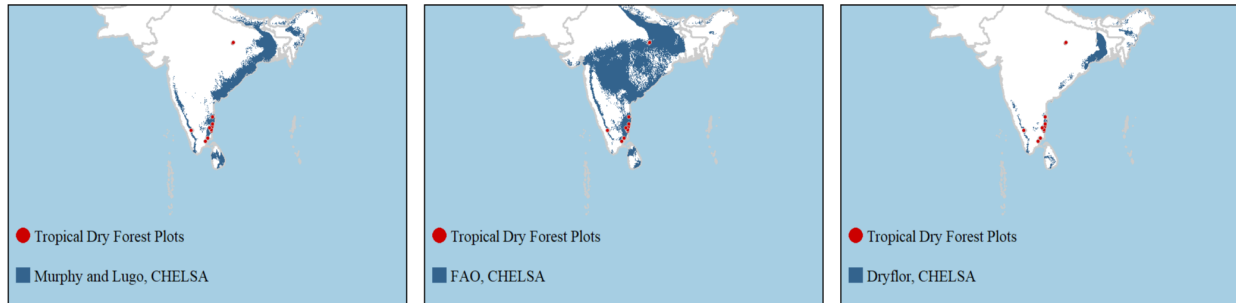 Tropical Dry Forest Plots
Murphy and Lugo, CHELSA
Tropical Dry Forest Plots
FAO, CHELSA
Tropical Dry Forest Plots
Dryflor, CHELSA